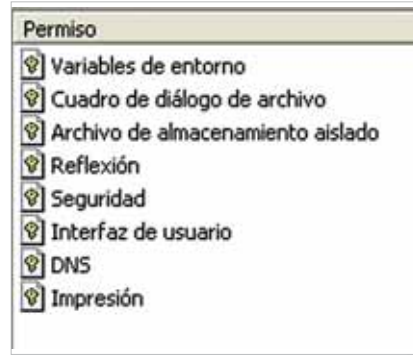 Permiso
Variables de entorno
Cuadro de diálogo de archivo
Archivo de almacenamiento aislado
Reflexión
Seguridad
Interfaz de usuario
DNS
Impresión